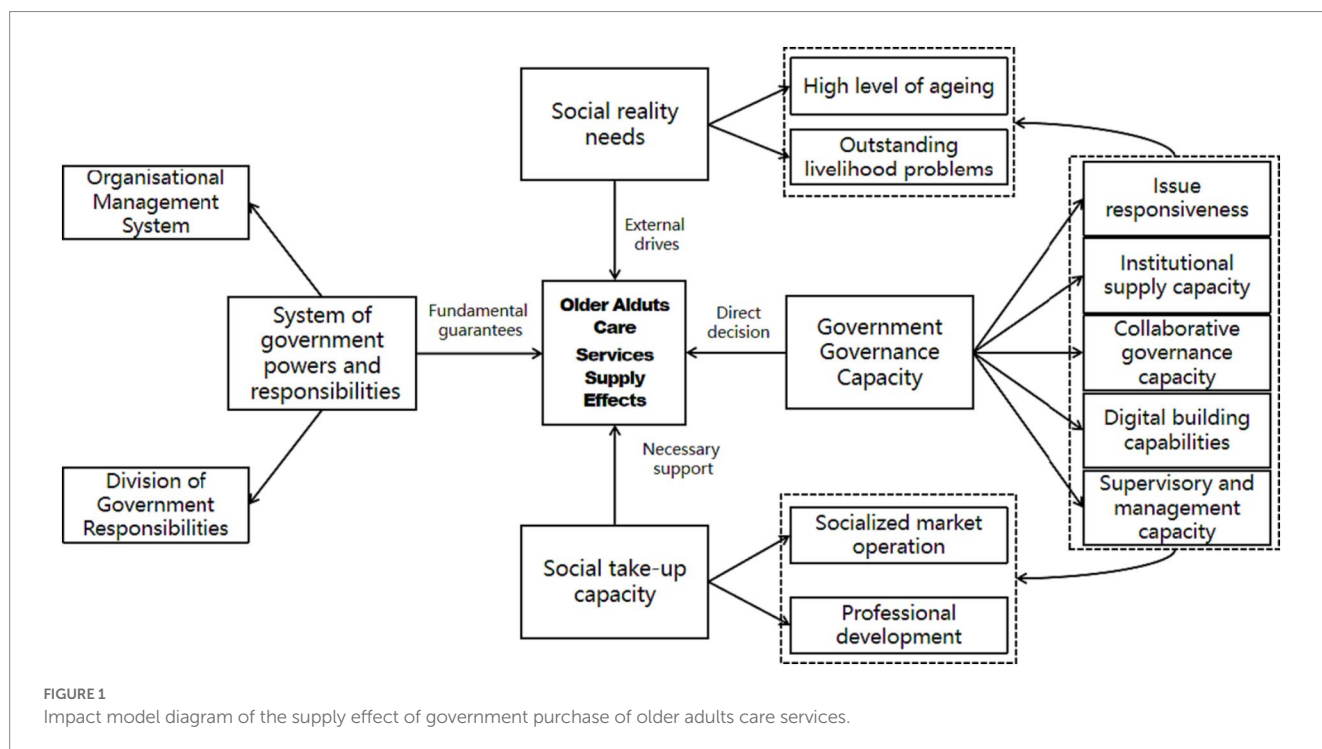 High level of ageing
Social reality
needs
Outstanding
livelihood problems
Organisational
Management
System
Issue
responsiveness
External
drives
Institutional
supply capacity
System of
government
powers and
responsibilities
Fundamental
guarantees
Older Alduts
Care
Services
Supply
Effects
Direct
decision
Government
Governance
Capacity
Collaborative
governance
capacity
Digital building
capabilities
Necessary
support
Division of
Government
Responsibilities
Supervisory and
management
capacity
Socialized market
operation
Social take-up
capacity
Professional
development
FIGURE 1
Impact model diagram of the supply effect of government purchase of older adults care services.